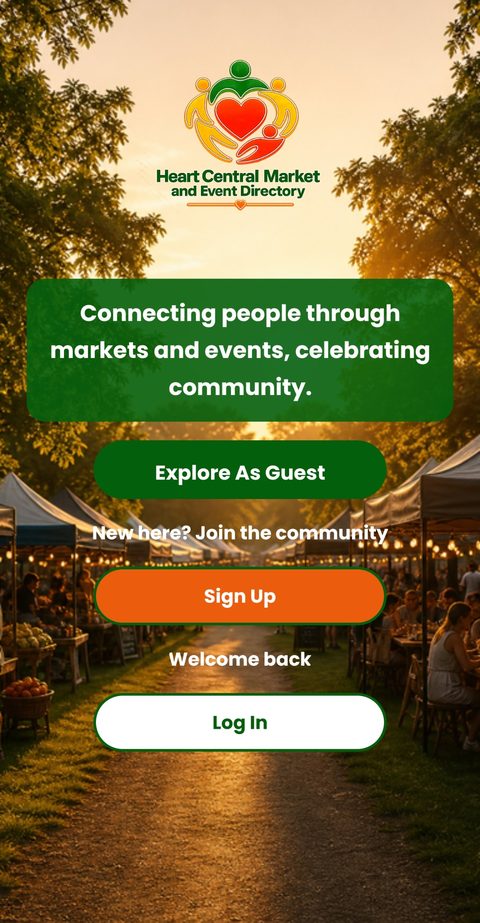 Heart Central Market
and Event Directory
Connecting people through
markets and events, celebrating
community.
Explore As Guest
New here? Join the community
Sign Up
Welcome back
Log In